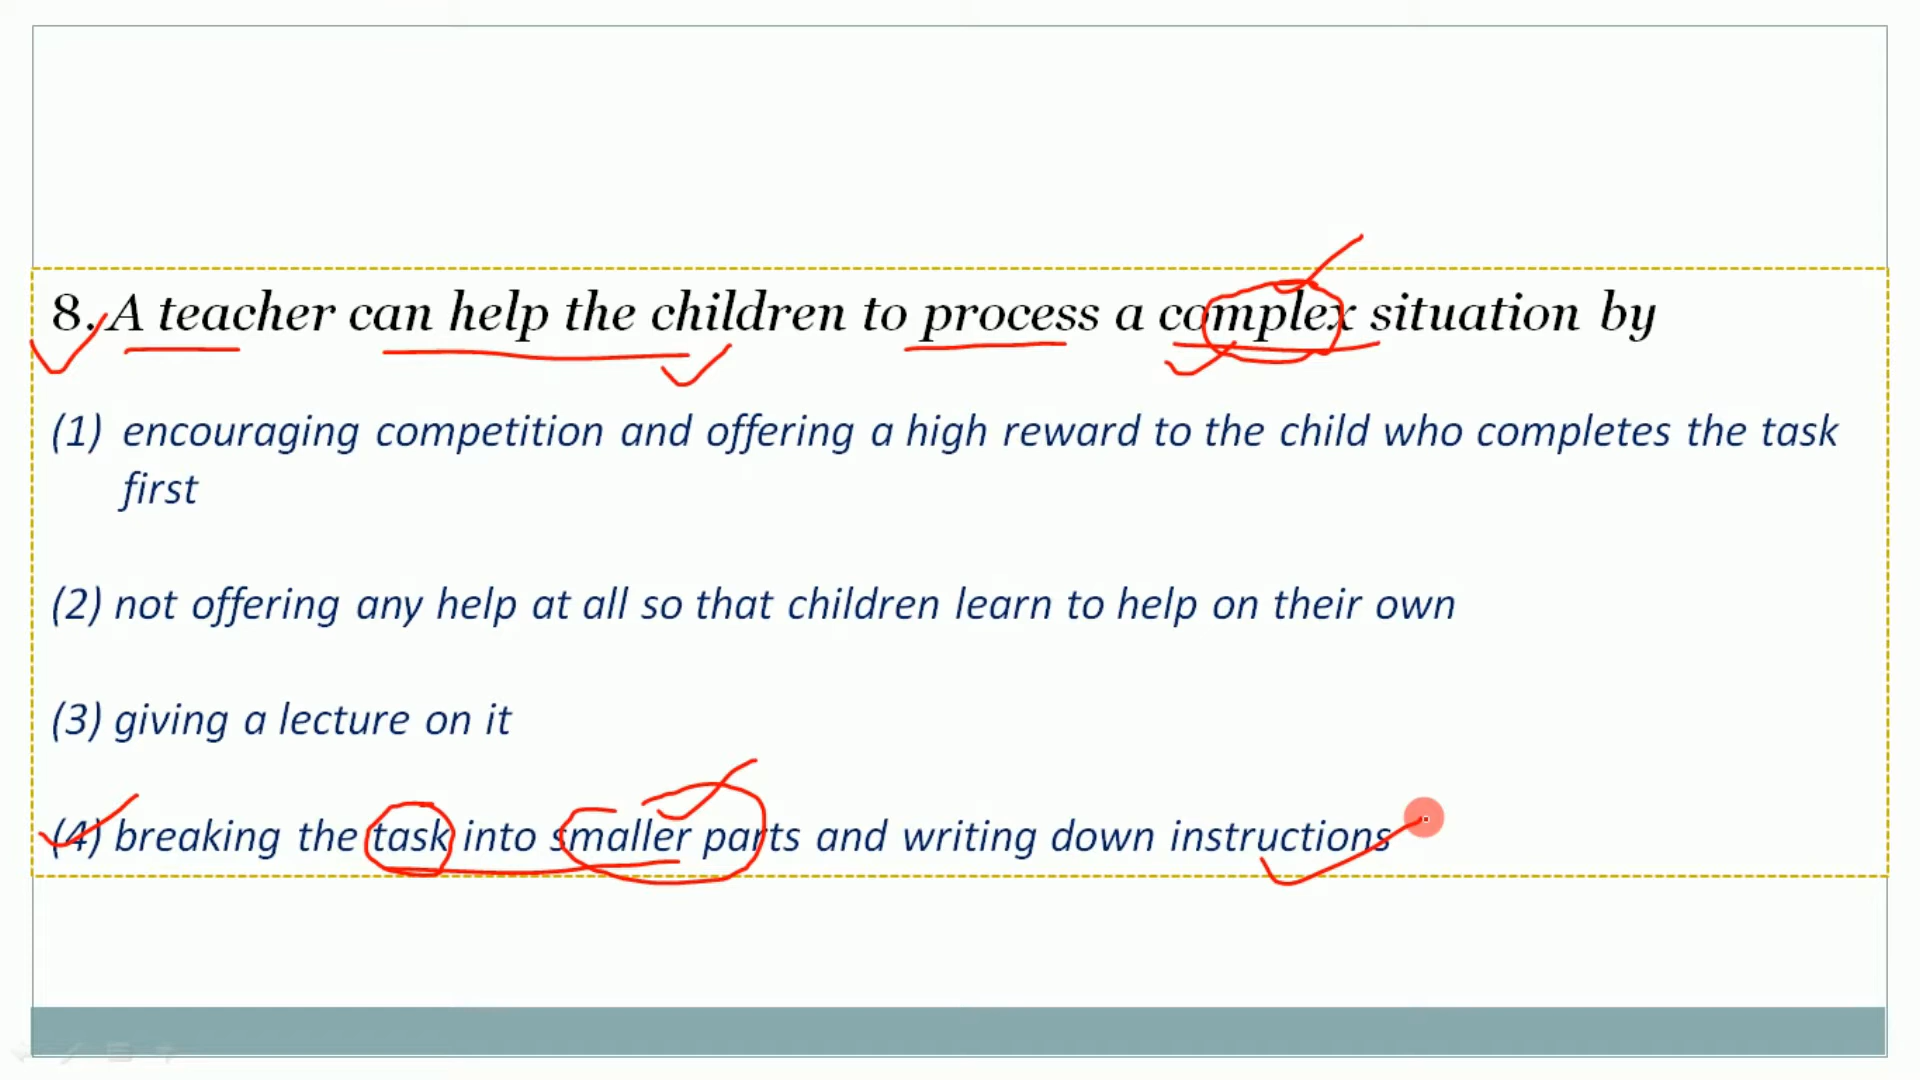 8. A teacher can help the children to process a complex situation by
(1) encouraging competition and offering a high reward to the child who completes the task
first
(2) not offering any help at all so that children learn to help on their own
(3) giving a lecture on it
(4) breaking the task into smaller parts and writing down instructions